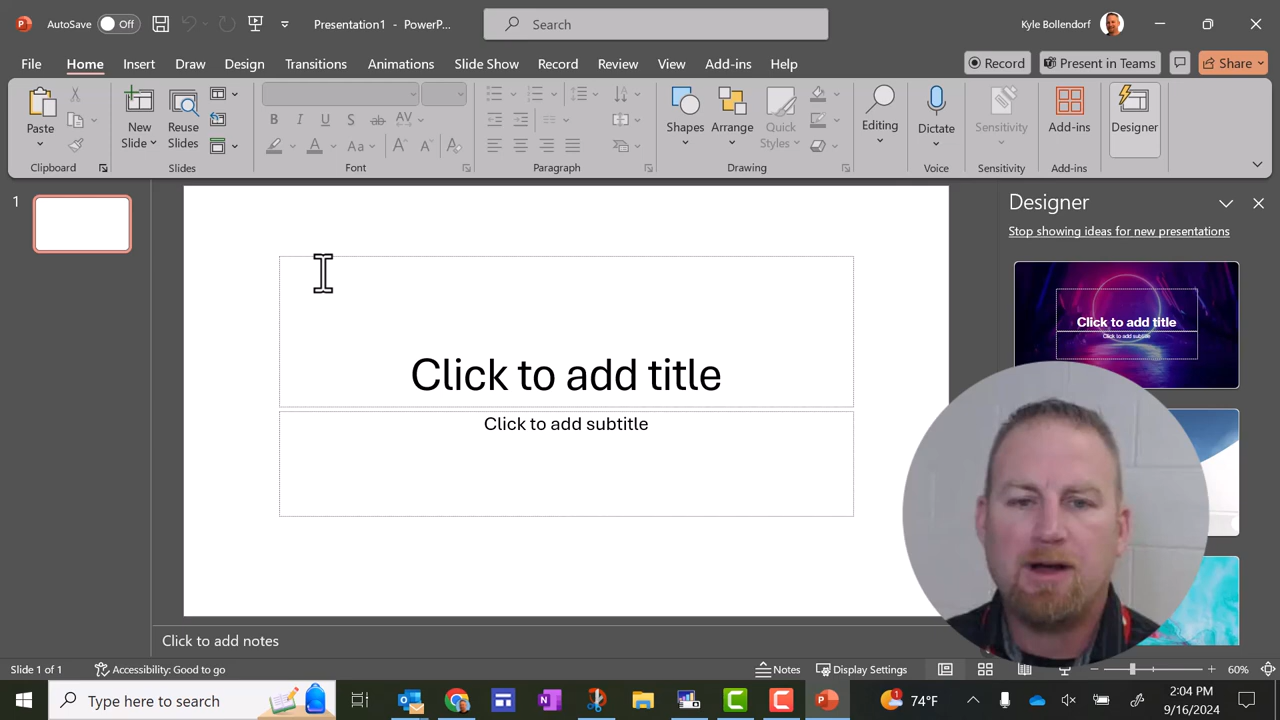 AutoSave Off Presentation1 - PowerP... Search Kyle Bollendorf
File Home Insert Draw Design Transitions Animations Slide Show Record Review View Add-ins Help Record Present in Teams Share
Paste New Slide Reuse Slides Shapes Arrange Quick Styles Editing Dictate Sensitivity Add-ins Designer
Clipboard Slides Font Paragraph Drawing Voice Sensitivity Add-ins
1
Designer
Stop showing ideas for new presentations
Click to add title
Click to add subtitle
Click to add title
Click to add subtitle
Click to add notes
Slide 1 of 1 Accessibility: Good to go Notes Display Settings 60%
Type here to search 1 74°F 2:04 PM
9/16/2024